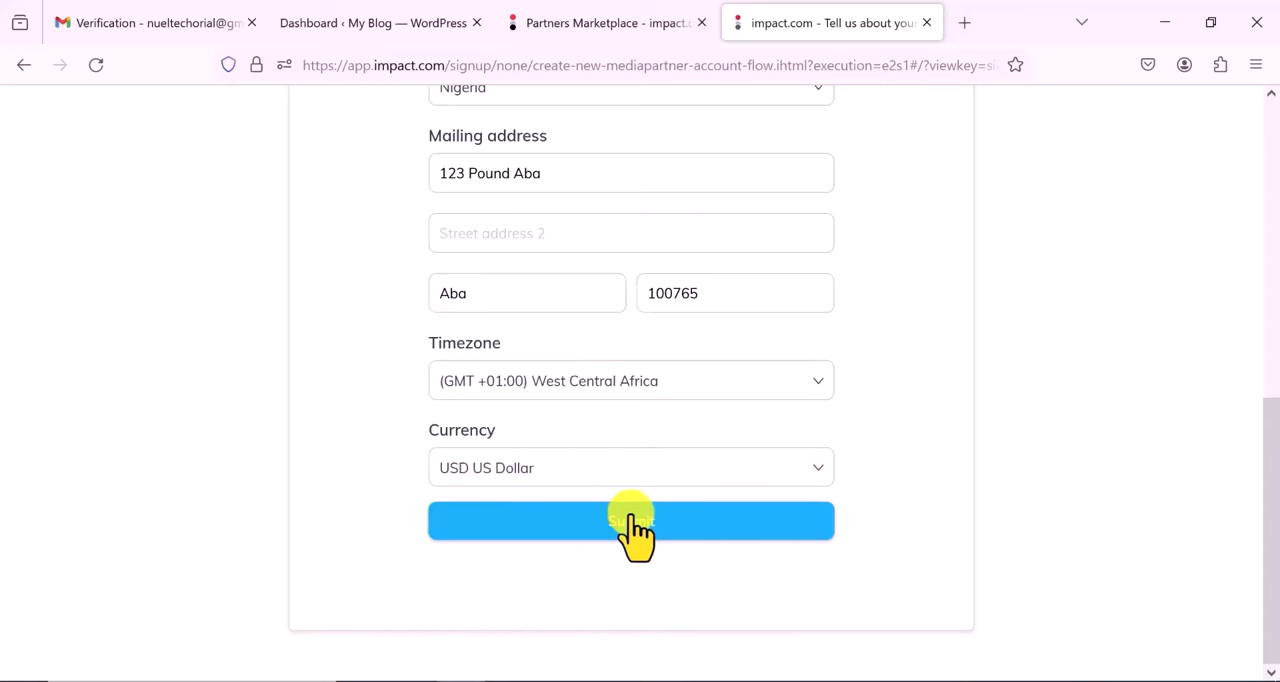 Verification - nueltechorial@gm
Dashboard ‹ My Blog — WordPress
Partners Marketplace - impact.c
impact.com - Tell us about your
https://app.impact.com/signup/none/create-new-mediapartner-account-flow.ihtml?execution=e2s1#/?viewkey=si
Nigeria
Mailing address
123 Pound Aba
Street address 2
Aba
100765
Timezone
(GMT +01:00) West Central Africa
Currency
USD US Dollar
Submit